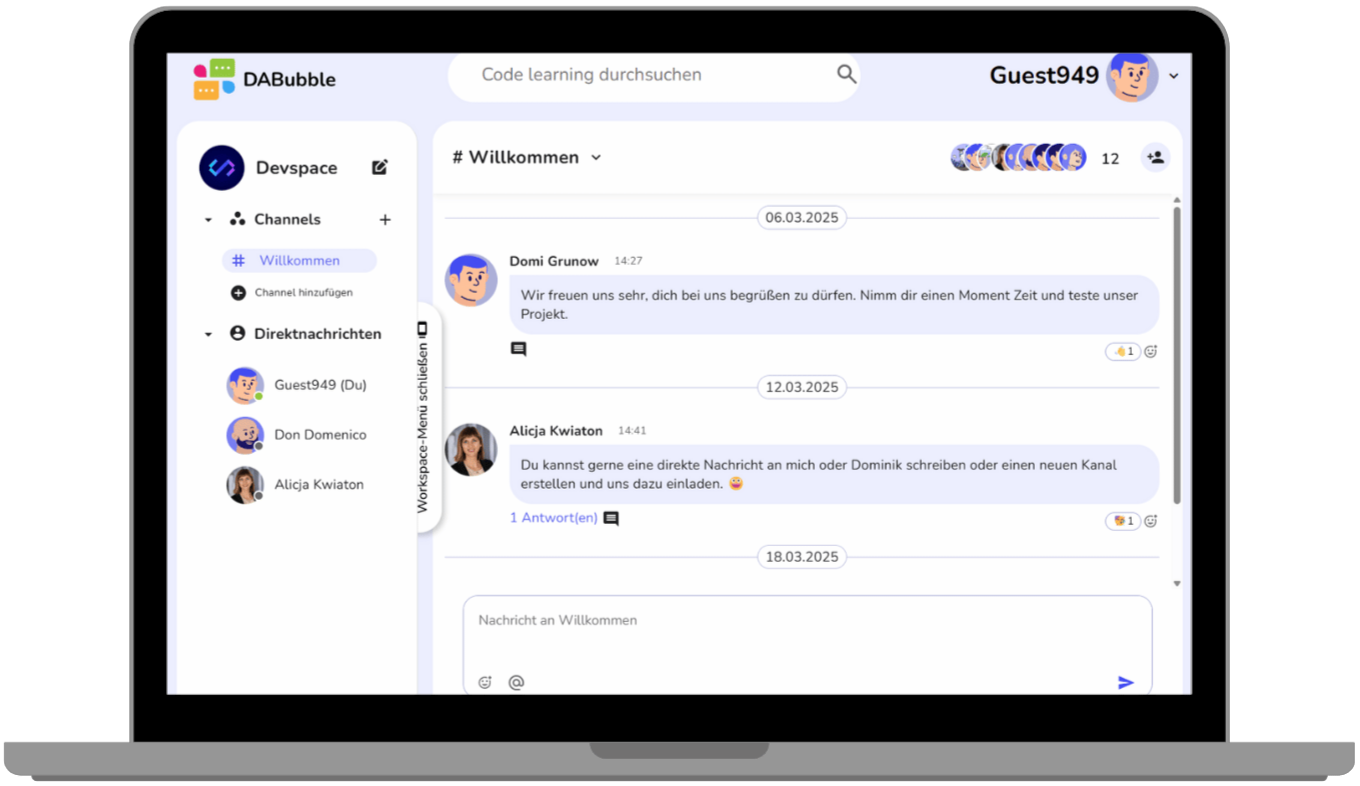 DABubble
Code learning durchsuchen
Guest949
Devspace
Channels
# Willkommen
Channel hinzufügen
Direktnachrichten
Guest949 (Du)
Don Domenico
Alicja Kwiaton
Workspace-Menü schließen
# Willkommen
12
06.03.2025
Domi Grunow 14:27
Wir freuen uns sehr, dich bei uns begrüßen zu dürfen. Nimm dir einen Moment Zeit und teste unser
Projekt.
1
12.03.2025
Alicja Kwiaton 14:41
Du kannst gerne eine direkte Nachricht an mich oder Dominik schreiben oder einen neuen Kanal
erstellen und uns dazu einladen. 😀
1 Antwort(en)
1
18.03.2025
Nachricht an Willkommen
@